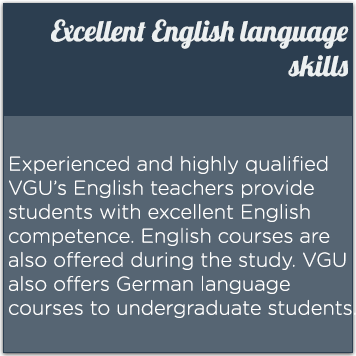 Excellent English language
skills
Experienced and highly qualified
VGU's English teachers provide
students with excellent English
competence. English courses are
also offered during the study. VGU
also offers German language
courses to undergraduate students.